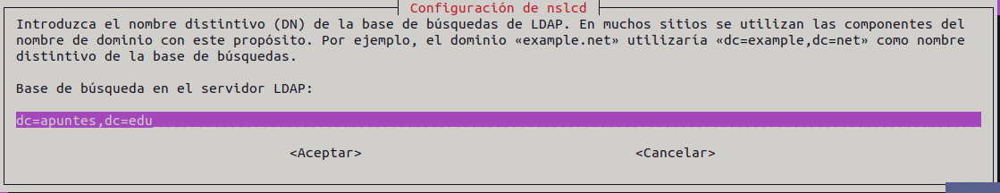 Configuración de nslcd
Introduzca el nombre distintivo (DN) de la base de búsquedas de LDAP. En muchos sitios se utilizan las componentes del
nombre de dominio con este propósito. Por ejemplo, el dominio «example.net» utilizaría «dc=example,dc=net» como nombre
distintivo de la base de búsquedas.
Base de búsqueda en el servidor LDAP:
dc=apuntes,dc=edu
<Aceptar> <Cancelar>